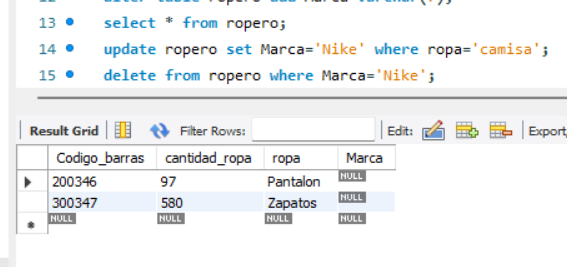 13 select * from ropero;
14 update ropero set Marca='Nike' where ropa='camisa';
15 delete from ropero where Marca='Nike';
Result Grid Filter Rows: Edit: Export
Codigo_barras cantidad_ropa ropa Marca
200346 97 Pantalon NULL
300347 580 Zapatos NULL
NULL NULL NULL NULL